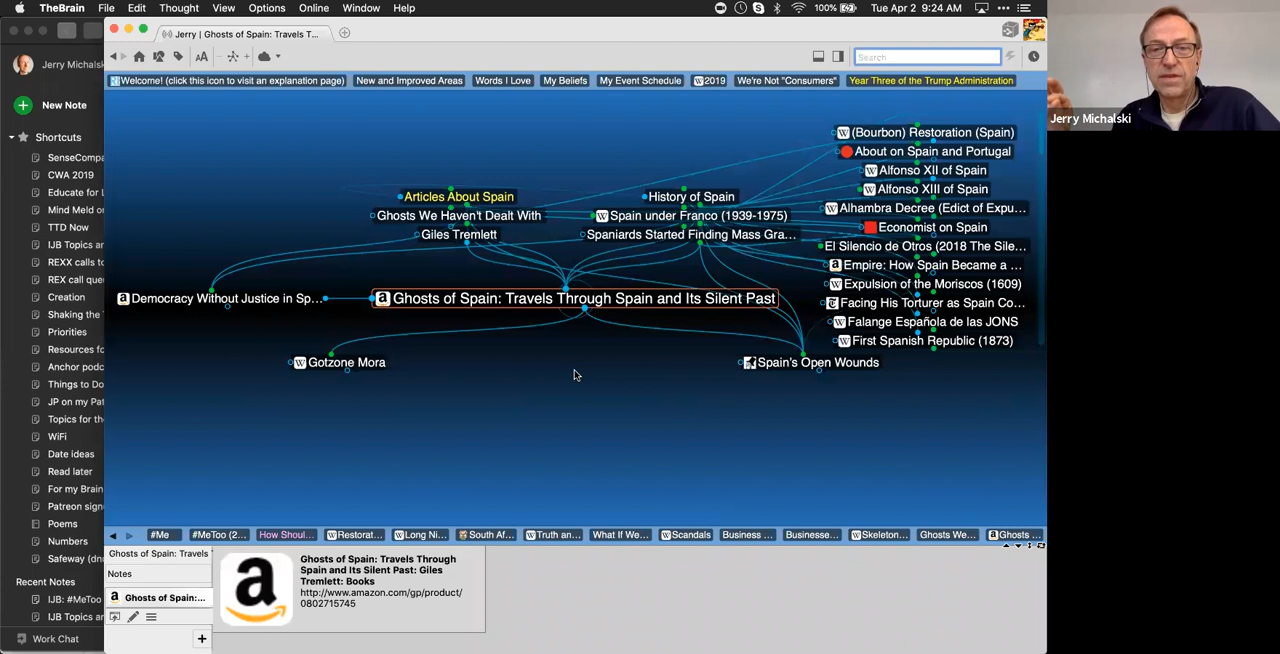 TheBrain File Edit Thought View Options Online Window Help
100% Tue Apr 2 9:24 AM
Jerry | Ghosts of Spain: Travels T...
Jerry Michalski
New Note
Shortcuts
SenseCompa
CWA 2019
Educate for L
Mind Meld or
TTD Now
IJB Topics ar
REXX calls to
REX call que
Creation
Shaking the
Priorities
Resources fo
Anchor podc
Things to Do
JP on my Pat
Topics for the
WiFi
Date ideas
Read later
For my Brain
Patreon sign
Poems
Numbers
Safeway (dn
Recent Notes
IJB: #MeToo
IJB Topics ar
Work Chat
Search
Welcome! (click this icon to visit an explanation page)
New and Improved Areas
Words I Love
My Beliefs
My Event Schedule
2019
We're Not "Consumers"
Year Three of the Trump Administration
Articles About Spain
Ghosts We Haven't Dealt With
Giles Tremlett
History of Spain
Spain under Franco (1939-1975)
Spaniards Started Finding Mass Gra...
(Bourbon) Restoration (Spain)
About on Spain and Portugal
Alfonso XII of Spain
Alfonso XIII of Spain
Alhambra Decree (Edict of Expu...
Economist on Spain
El Silencio de Otros (2018 The Sile...
Empire: How Spain Became a ...
Expulsion of the Moriscos (1609)
Facing His Torturer as Spain Co...
Falange Española de las JONS
First Spanish Republic (1873)
Democracy Without Justice in Sp...
Ghosts of Spain: Travels Through Spain and Its Silent Past
Gotzone Mora
Spain's Open Wounds
#Me
#MeToo (2...
How Shoul...
Restorat...
Long Ni...
South Af...
Truth an...
What If We...
Scandals
Business ...
Businesse...
Skeleton...
Ghosts We...
Ghosts ...
Ghosts of Spain: Travels
Notes
Ghosts of Spain:...
Ghosts of Spain: Travels Through
Spain and Its Silent Past: Giles
Tremlett: Books
http://www.amazon.com/gp/product/
0802715745
Jerry Michalski